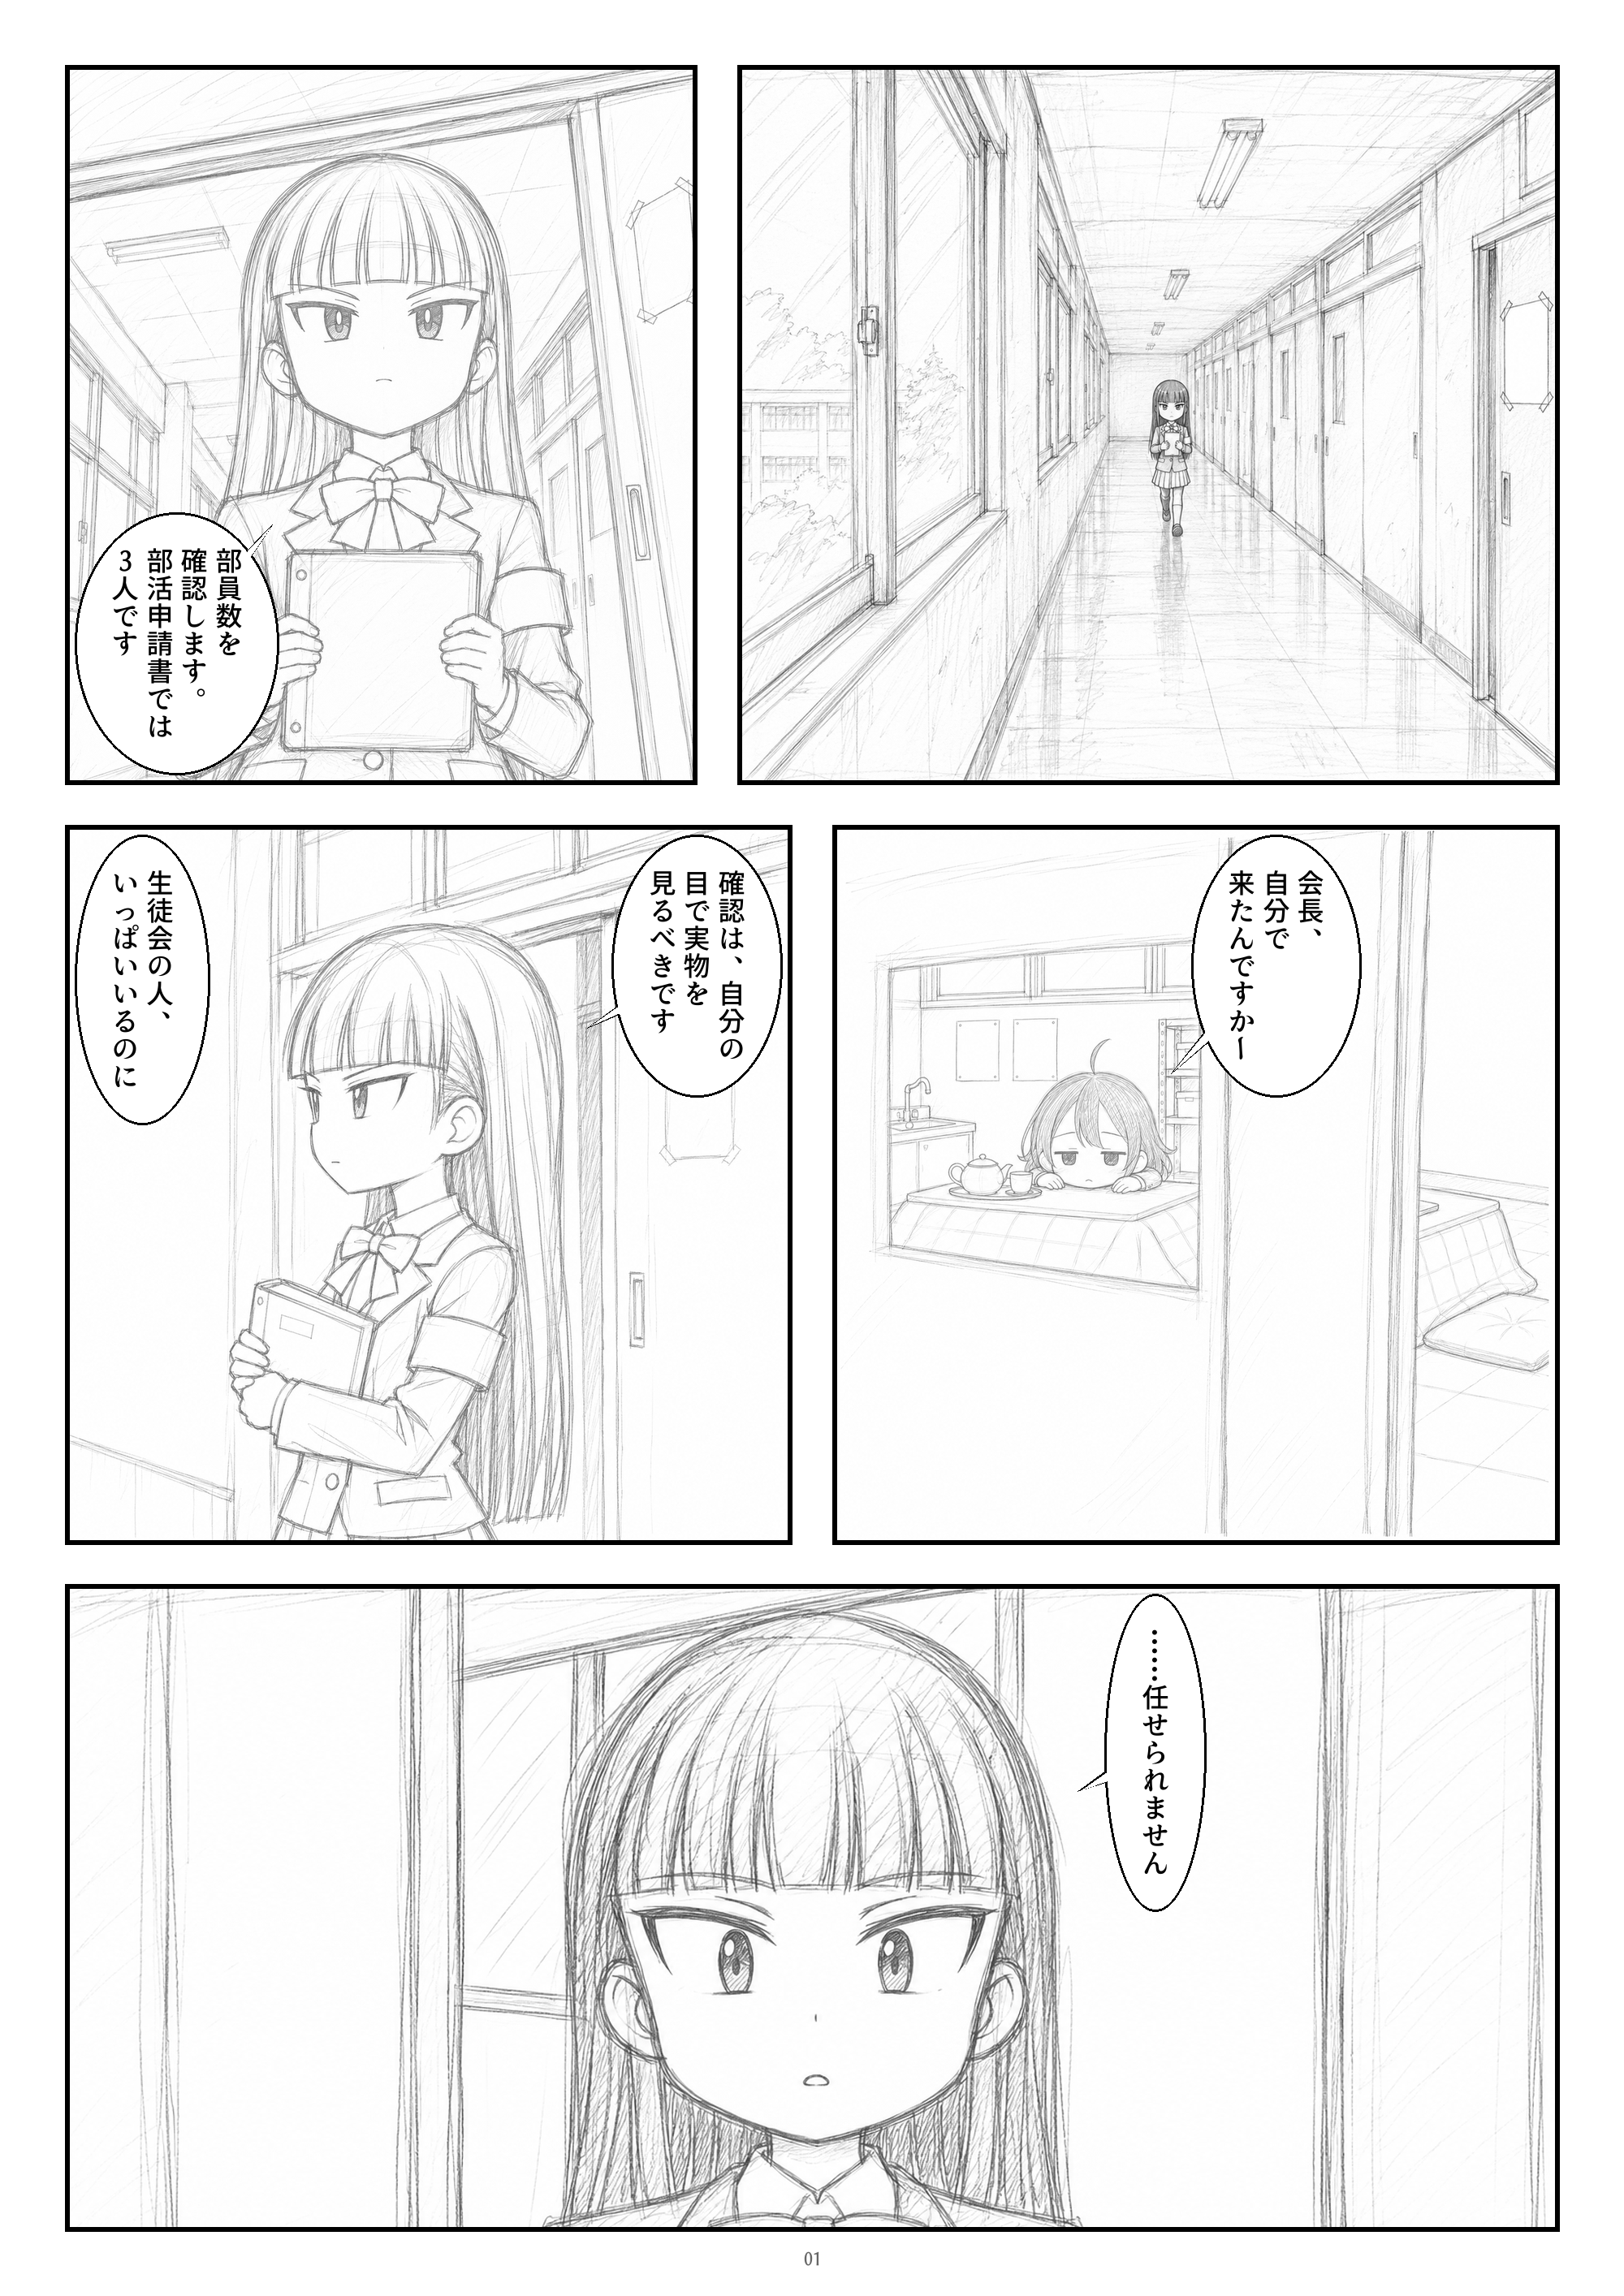 部員数を
確認します。
部活申請書では
3人です
会長、
自分で
来たんですか～
確認は、自分の
目で実物を
見るべきです
生徒会の人、
いっぱいいるのに
……任せられません
01